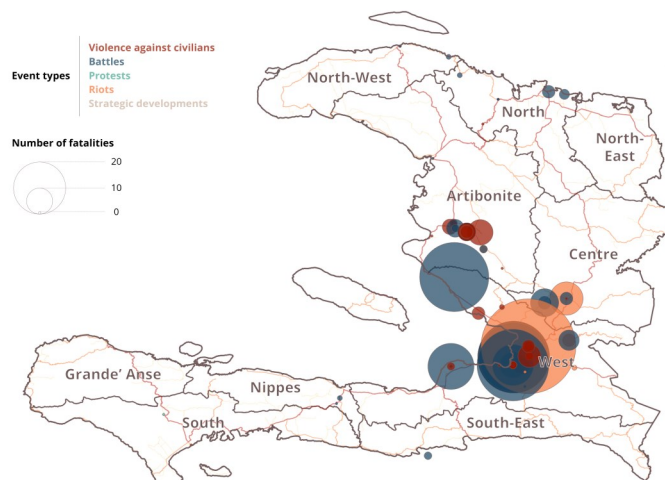 Event types
Violence against civilians
Battles
Protests
Riots
Strategic developments
Number of fatalities
20
10
0
North-West
North
North-
East
Artibonite
Centre
West
Grande' Anse
Nippes
South
South-East